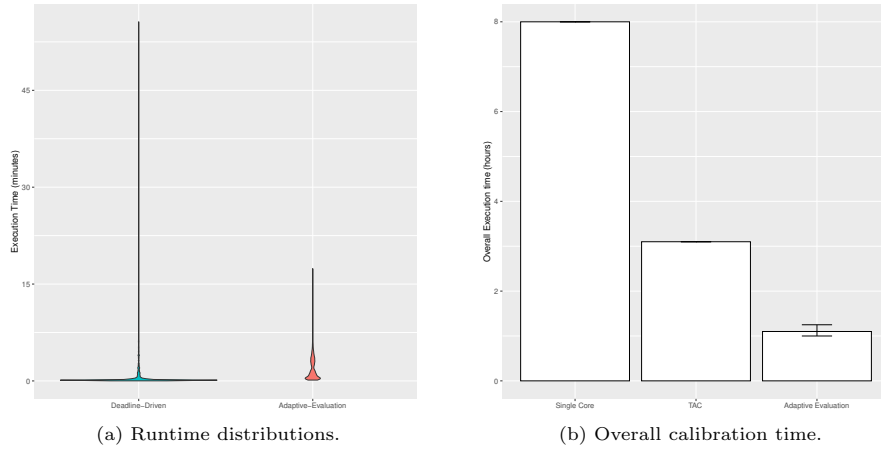 Execution Time (minutes)
45
30
15
0
Deadline−Driven
Adaptive−Evaluation
(a) Runtime distributions.
Overall Execution time (hours)
8
6
4
2
0
Single Core
TAC
Adaptive Evaluation
(b) Overall calibration time.